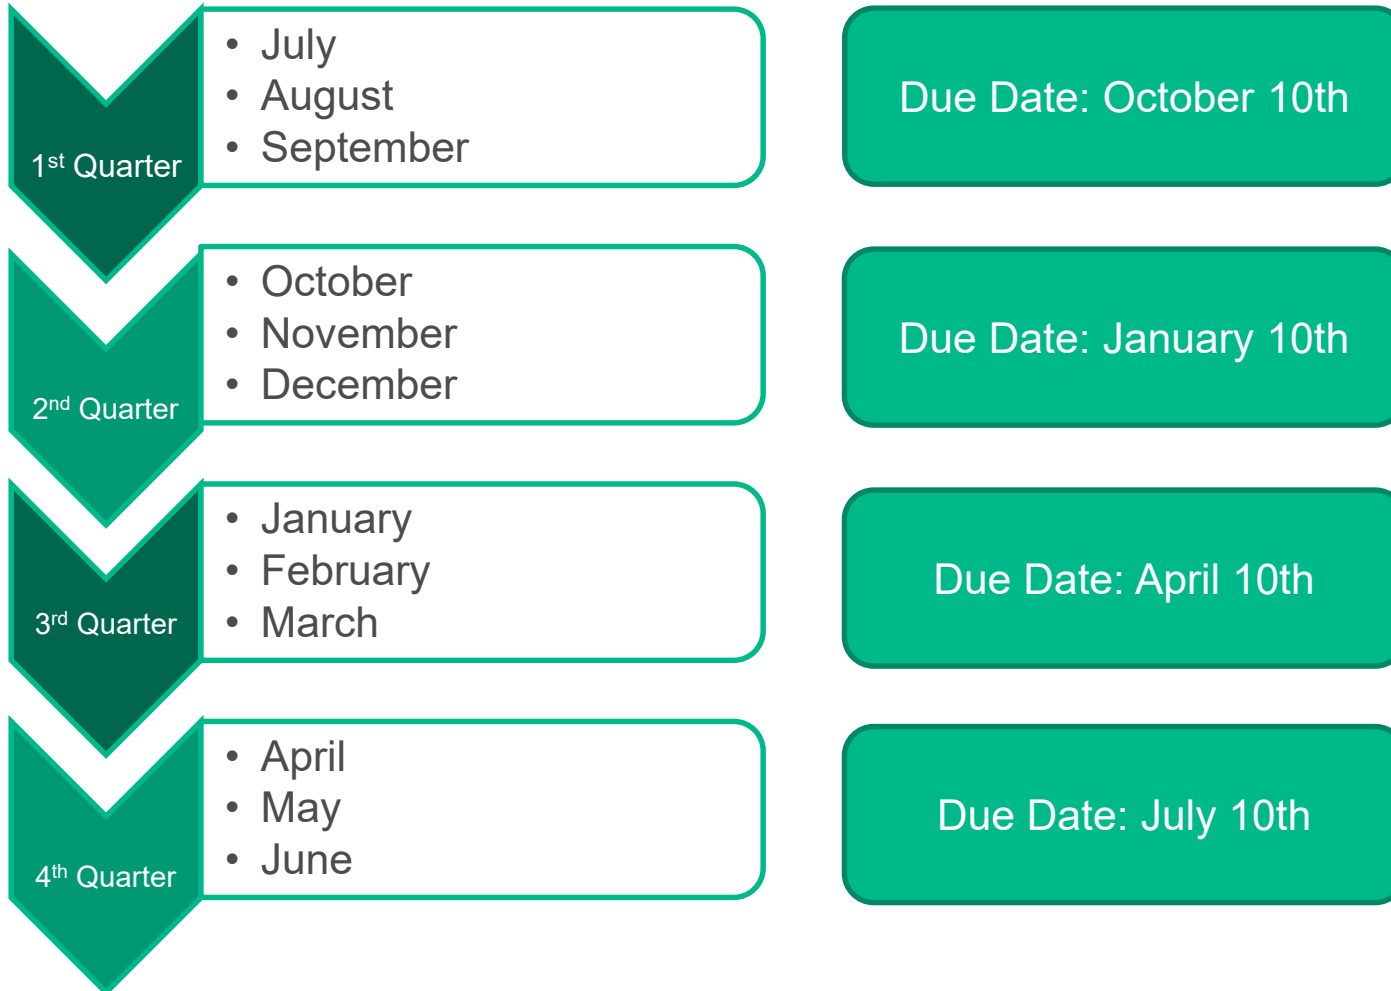 1st Quarter
• July
• August
• September
Due Date: October 10th
2nd Quarter
• October
• November
• December
Due Date: January 10th
3rd Quarter
• January
• February
• March
Due Date: April 10th
4th Quarter
• April
• May
• June
Due Date: July 10th